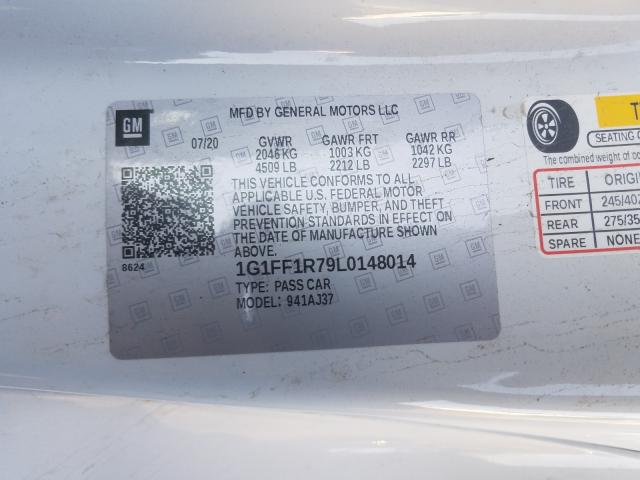 GM
MFD BY GENERAL MOTORS LLC
07/20 GVWR GAWR FRT GAWR RR
2046 KG 1003 KG 1042 KG
4509 LB 2212 LB 2297 LB
THIS VEHICLE CONFORMS TO ALL
APPLICABLE U.S. FEDERAL MOTOR
VEHICLE SAFETY, BUMPER, AND THEFT
PREVENTION STANDARDS IN EFFECT ON
THE DATE OF MANUFACTURE SHOWN
ABOVE.
8624
1G1FF1R79L0148014
TYPE: PASS CAR
MODEL: 941AJ37
SEATING
The combined weight of
TIRE
FRONT 245/40
REAR 275/35
SPARE NONE